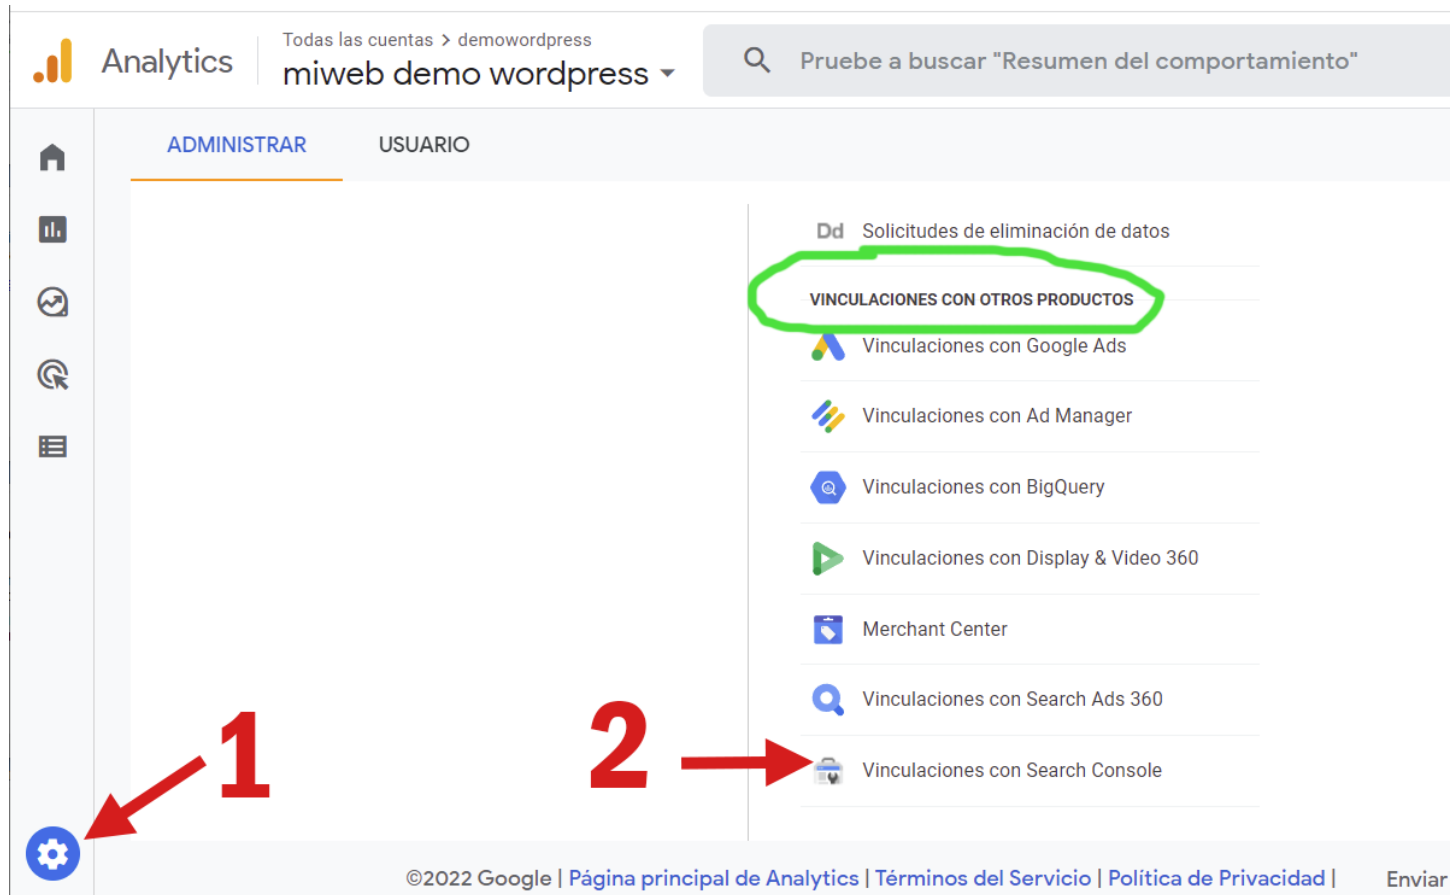 Analytics
Todas las cuentas > demowordpress
miweb demo wordpress
Pruebe a buscar "Resumen del comportamiento"
ADMINISTRAR
USUARIO
Dd Solicitudes de eliminación de datos
VINCULACIONES CON OTROS PRODUCTOS
Vinculaciones con Google Ads
Vinculaciones con Ad Manager
Vinculaciones con BigQuery
Vinculaciones con Display & Video 360
Merchant Center
Vinculaciones con Search Ads 360
Vinculaciones con Search Console
1
2
©2022 Google | Página principal de Analytics | Términos del Servicio | Política de Privacidad | Enviar